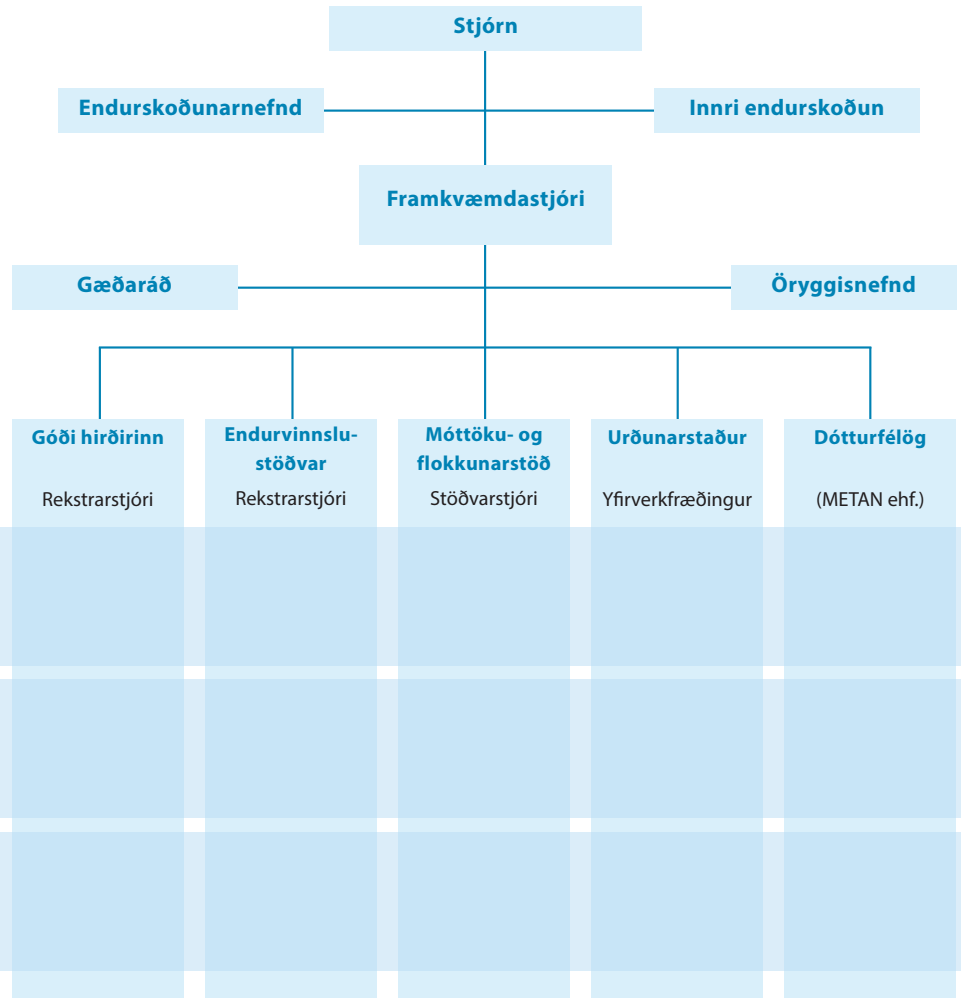 Stjórn
Endurskoðunarnefnd
Innri endurskoðun
Framkvæmdastjóri
Gæðaráð
Öryggisnefnd
Góði hirðirinn
Rekstrarstjóri
Endurvinnslu-
stöðvar
Rekstrarstjóri
Móttöku- og
flokkunarstöð
Stöðvarstjóri
Urðunarstaður
Yfirverkfræðingur
Dótturfélög
(METAN ehf.)